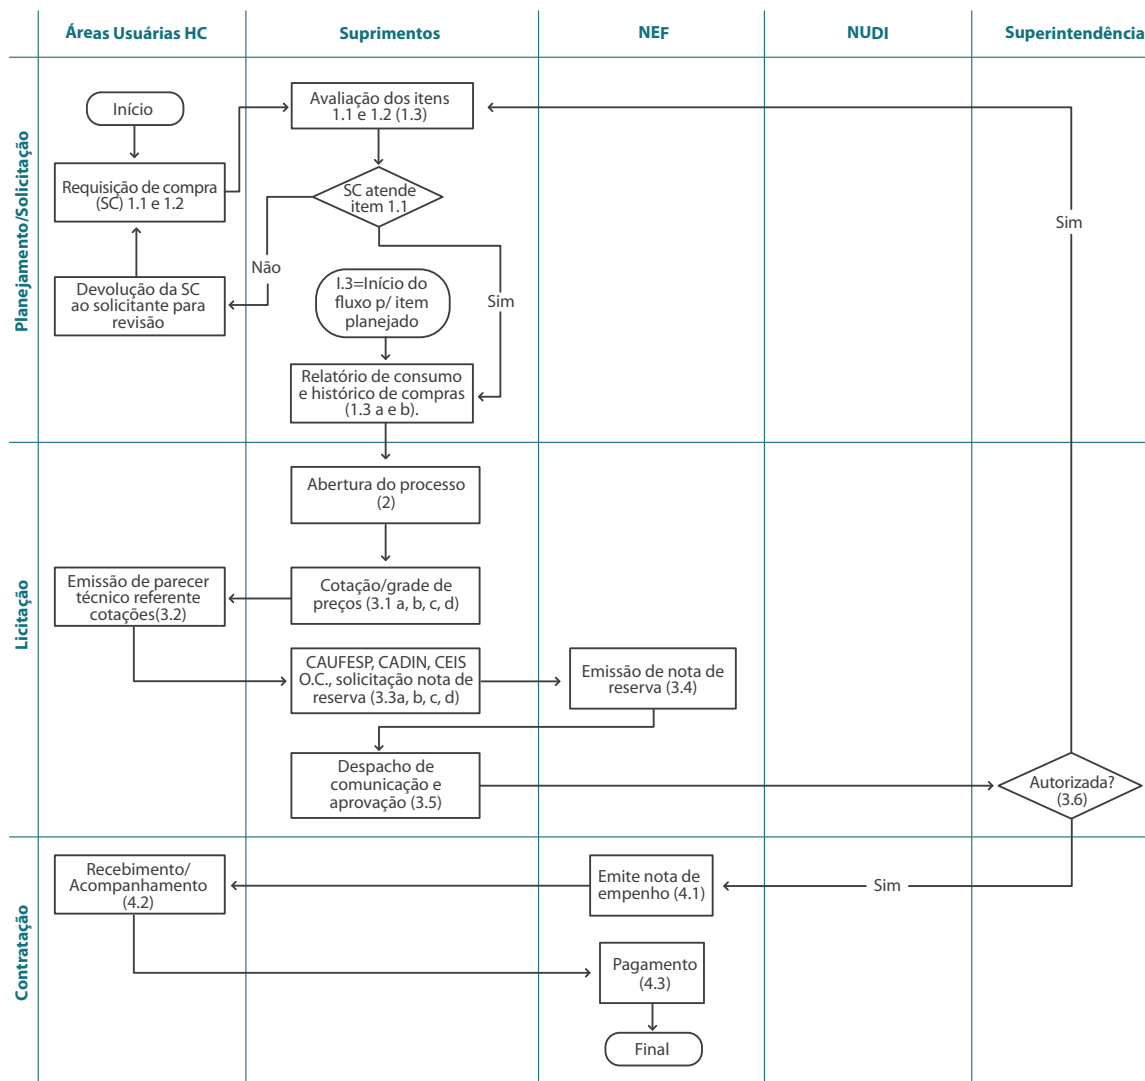 Áreas Usuárias HC
Suprimentos
NEF
NUDI
Superintendência
Planejamento/Solicitação
Início
Avaliação dos itens
1.1 e 1.2 (1.3)
Requisição de compra
(SC) 1.1 e 1.2
SC atende
item 1.1
Sim
Não
Devolução da SC
ao solicitante para
revisão
I.3=Início do
fluxo p/ item
planejado
Sim
Relatório de consumo
e histórico de compras
(1.3 a e b).
Licitação
Abertura do processo
(2)
Emissão de parecer
técnico referente
cotações(3.2)
Cotação/grade de
preços (3.1 a, b, c, d)
CAUFESP, CADIN, CEIS
O.C., solicitação nota de
reserva (3.3a, b, c, d)
Emissão de nota de
reserva (3.4)
Despacho de
comunicação e
aprovação (3.5)
Autorizada?
(3.6)
Contratação
Recebimento/
Acompanhamento
(4.2)
Emite nota de
empenho (4.1)
Sim
Pagamento
(4.3)
Final